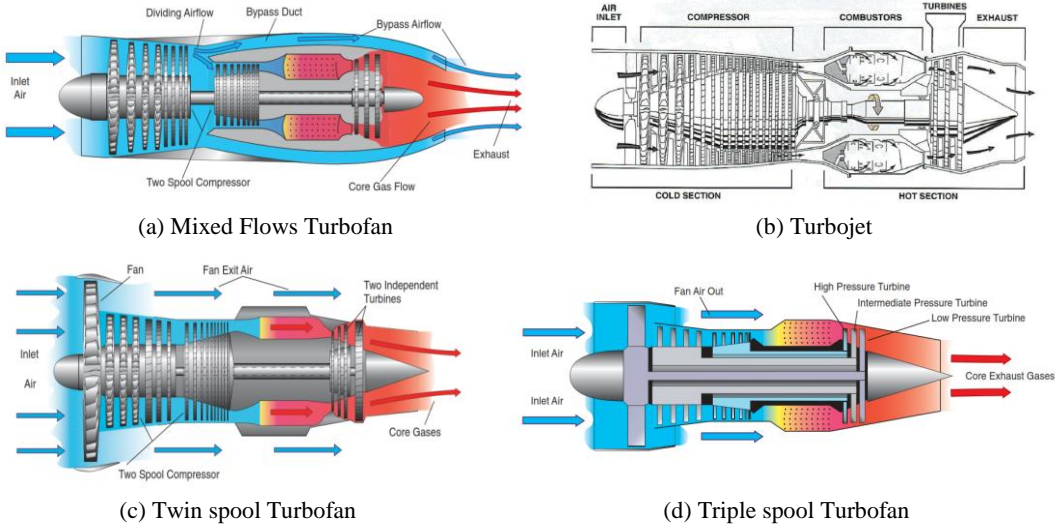 Dividing Airflow
Bypass Duct
Bypass Airflow
Inlet
Air
Exhaust
Two Spool Compressor
Core Gas Flow
(a) Mixed Flows Turbofan
AIR
INLET
COMPRESSOR
COMBUSTORS
TURBINES
EXHAUST
COLD SECTION
HOT SECTION
(b) Turbojet
Fan
Fan Exit Air
Two Independent
Turbines
Inlet
Air
Core Gases
Two Spool Compressor
(c) Twin spool Turbofan
Fan Air Out
High Pressure Turbine
Intermediate Pressure Turbine
Low Pressure Turbine
Inlet Air
Inlet Air
Core Exhaust Gases
(d) Triple spool Turbofan